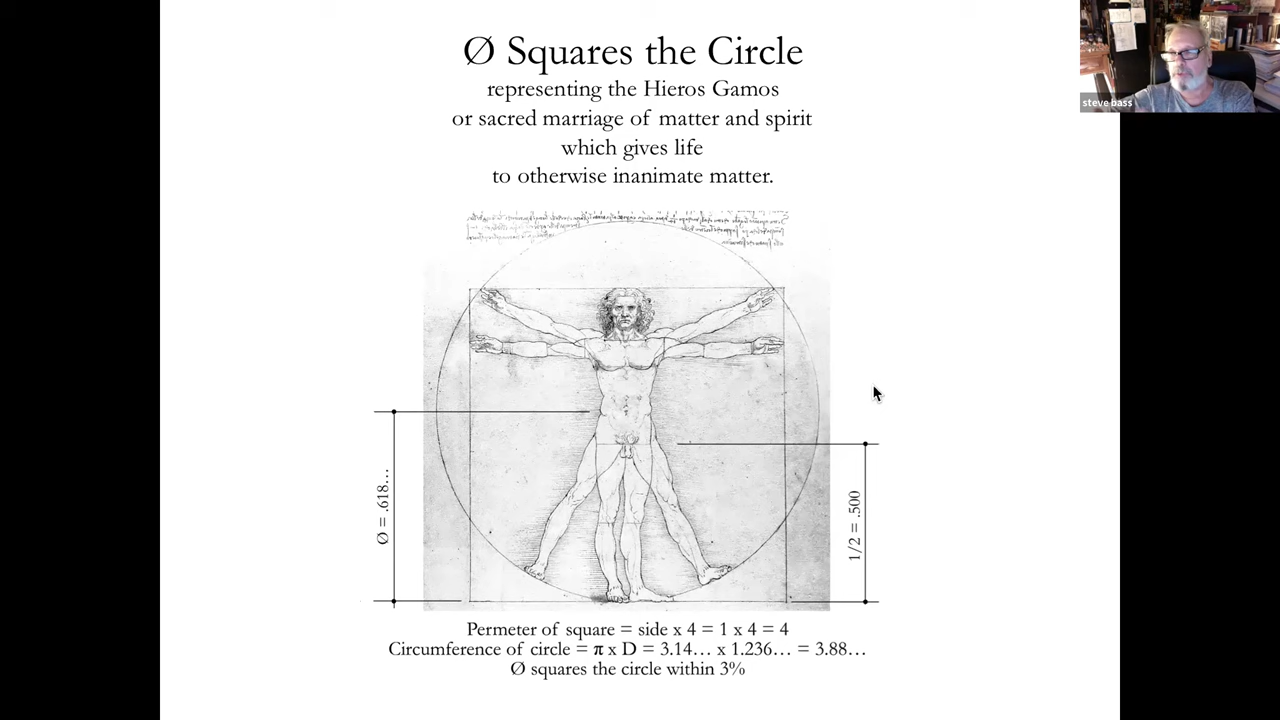 Ø Squares the Circle
representing the Hieros Gamos
or sacred marriage of matter and spirit
which gives life
to otherwise inanimate matter.
steve bass
Ø = .618...
1/2 = .500
Permeter of square = side x 4 = 1 x 4 = 4
Circumference of circle = π x D = 3.14... x 1.236... = 3.88...
Ø squares the circle within 3%